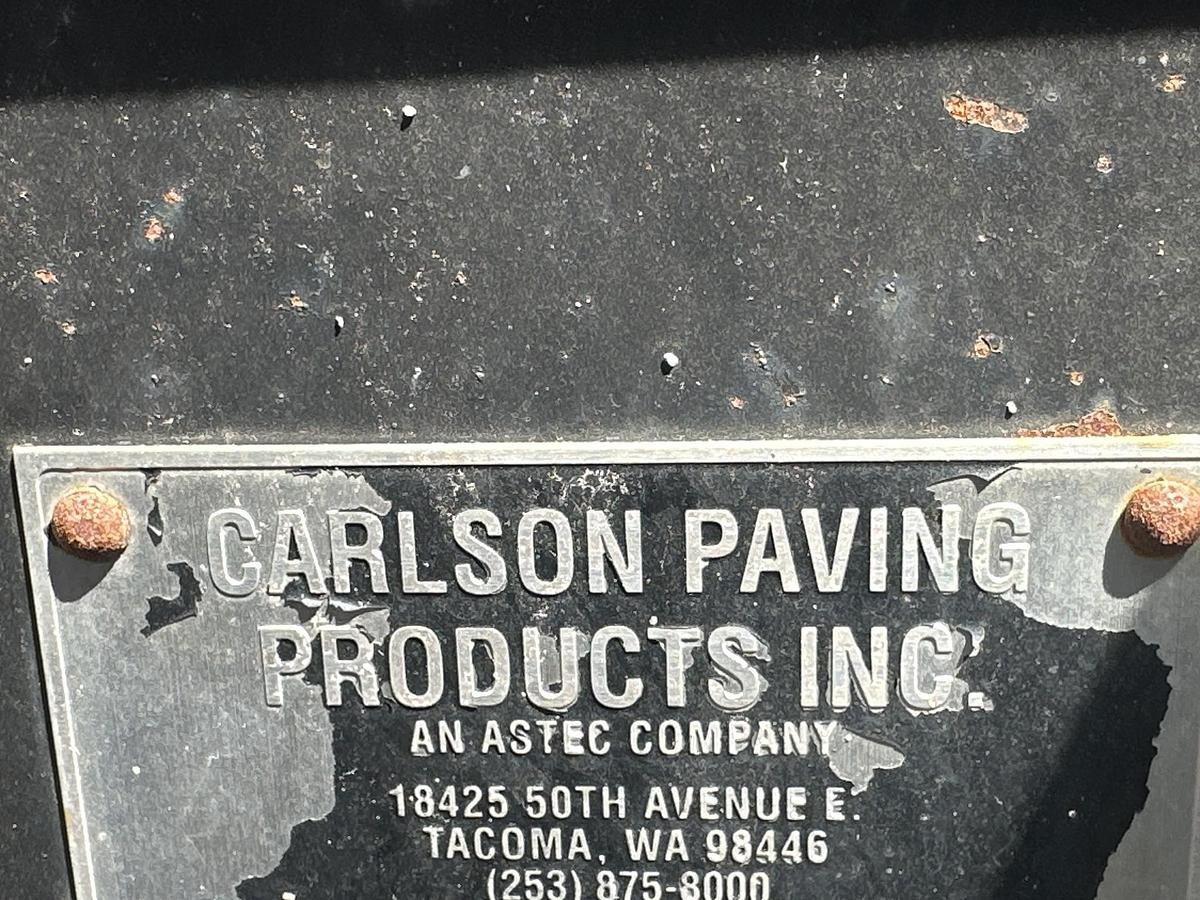 CARLSON PAVING
PRODUCTS INC.
AN ASTEC COMPANY
18425 50TH AVENUE E.
TACOMA, WA 98446
(253) 875-8000